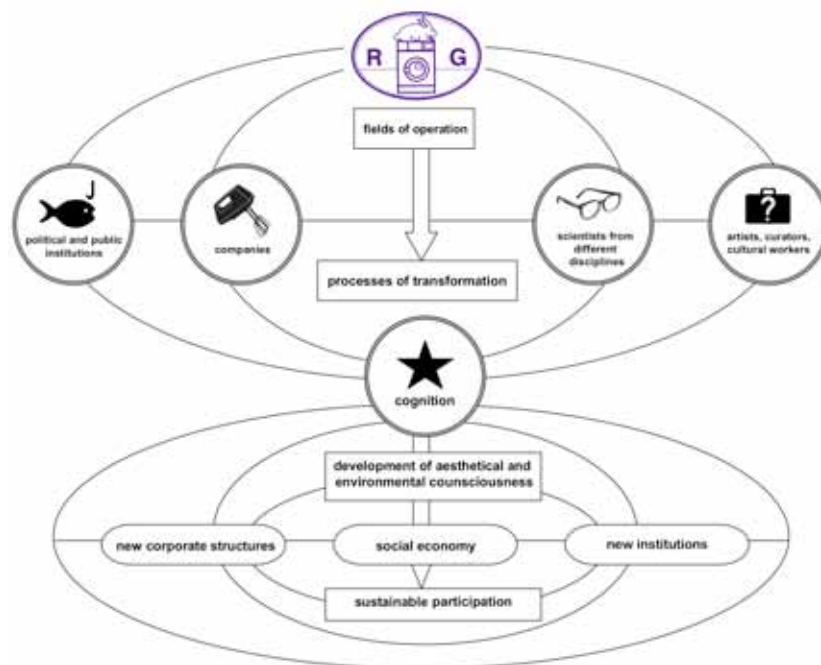 R G
fields of operation
political and public
institutions
companies
scientists from
different
disciplines
?
artists, curators,
cultural workers
processes of transformation
cognition
development of aesthetical and
environmental counsciousness
new corporate structures
social economy
new institutions
sustainable participation